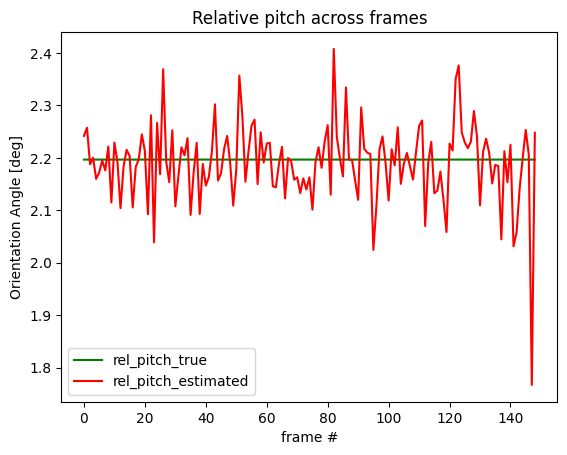 Relative pitch across frames
Orientation Angle [deg]
2.4
2.3
2.2
2.1
2.0
1.9
1.8
rel_pitch_true
rel_pitch_estimated
0 20 40 60 80 100 120 140
frame #